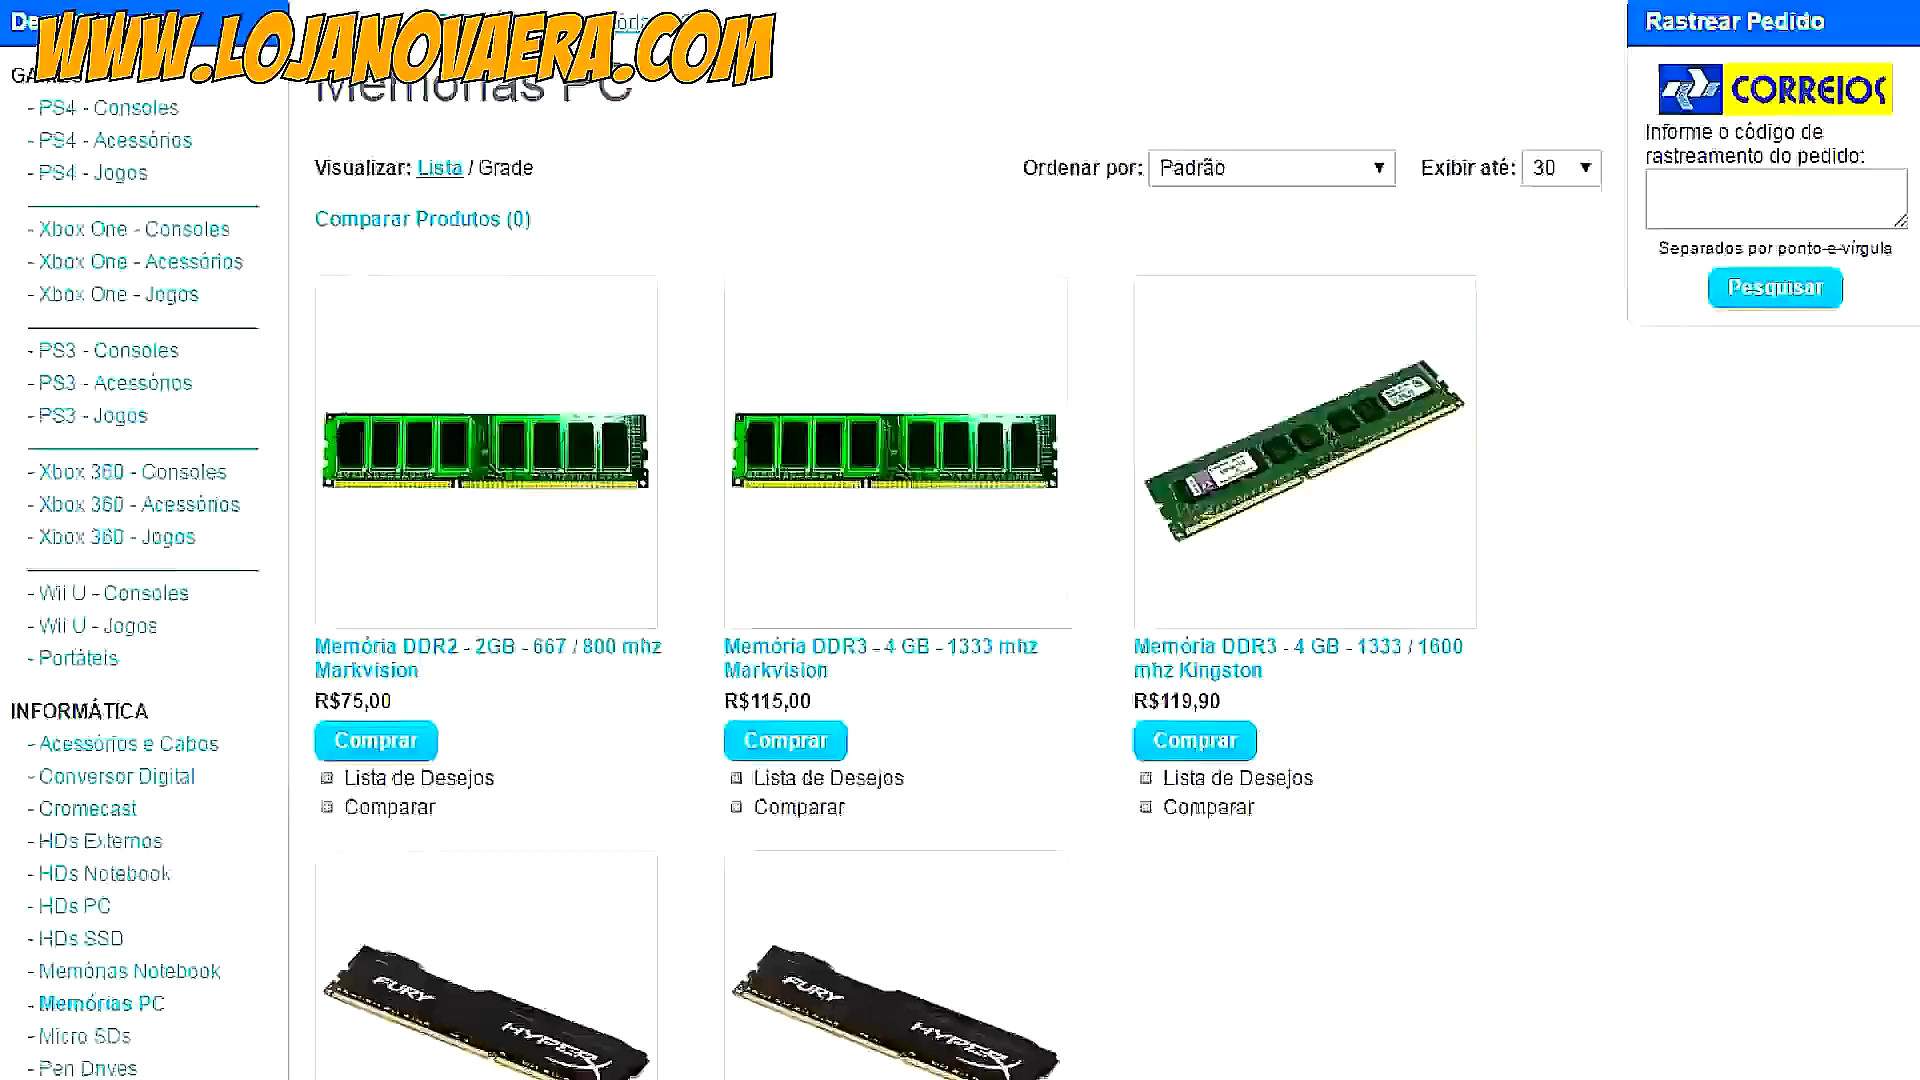 WWW.LOJANOVAERA.COM
Memórias PC
- PS4 - Consoles
- PS4 - Acessórios
- PS4 - Jogos
- Xbox One - Consoles
- Xbox One - Acessórios
- Xbox One - Jogos
- PS3 - Consoles
- PS3 - Acessórios
- PS3 - Jogos
- Xbox 360 - Consoles
- Xbox 360 - Acessórios
- Xbox 360 - Jogos
- Wii U - Consoles
- Wii U - Jogos
- Portáteis
INFORMÁTICA
- Acessórios e Cabos
- Conversor Digital
- Cromecast
- HDs Externos
- HDs Notebook
- HDs PC
- HDs SSD
- Memórias Notebook
- Memórias PC
- Micro SDs
- Pen Drives
Visualizar: Lista / Grade
Ordenar por: Padrão
Exibir até: 30
Comparar Produtos (0)
Memória DDR2 - 2GB - 667 / 800 mhz
Markvision
R$75,00
Comprar
Lista de Desejos
Comparar
Memória DDR3 - 4 GB - 1333 mhz
Markvision
R$115,00
Comprar
Lista de Desejos
Comparar
Memória DDR3 - 4 GB - 1333 / 1600
mhz Kingston
R$119,90
Comprar
Lista de Desejos
Comparar
FURY
HYPERX
FURY
HYPERX
Rastrear Pedido
CORREIOS
Informe o código de
rastreamento do pedido:
Separados por ponto-e-vírgula
Pesquisar